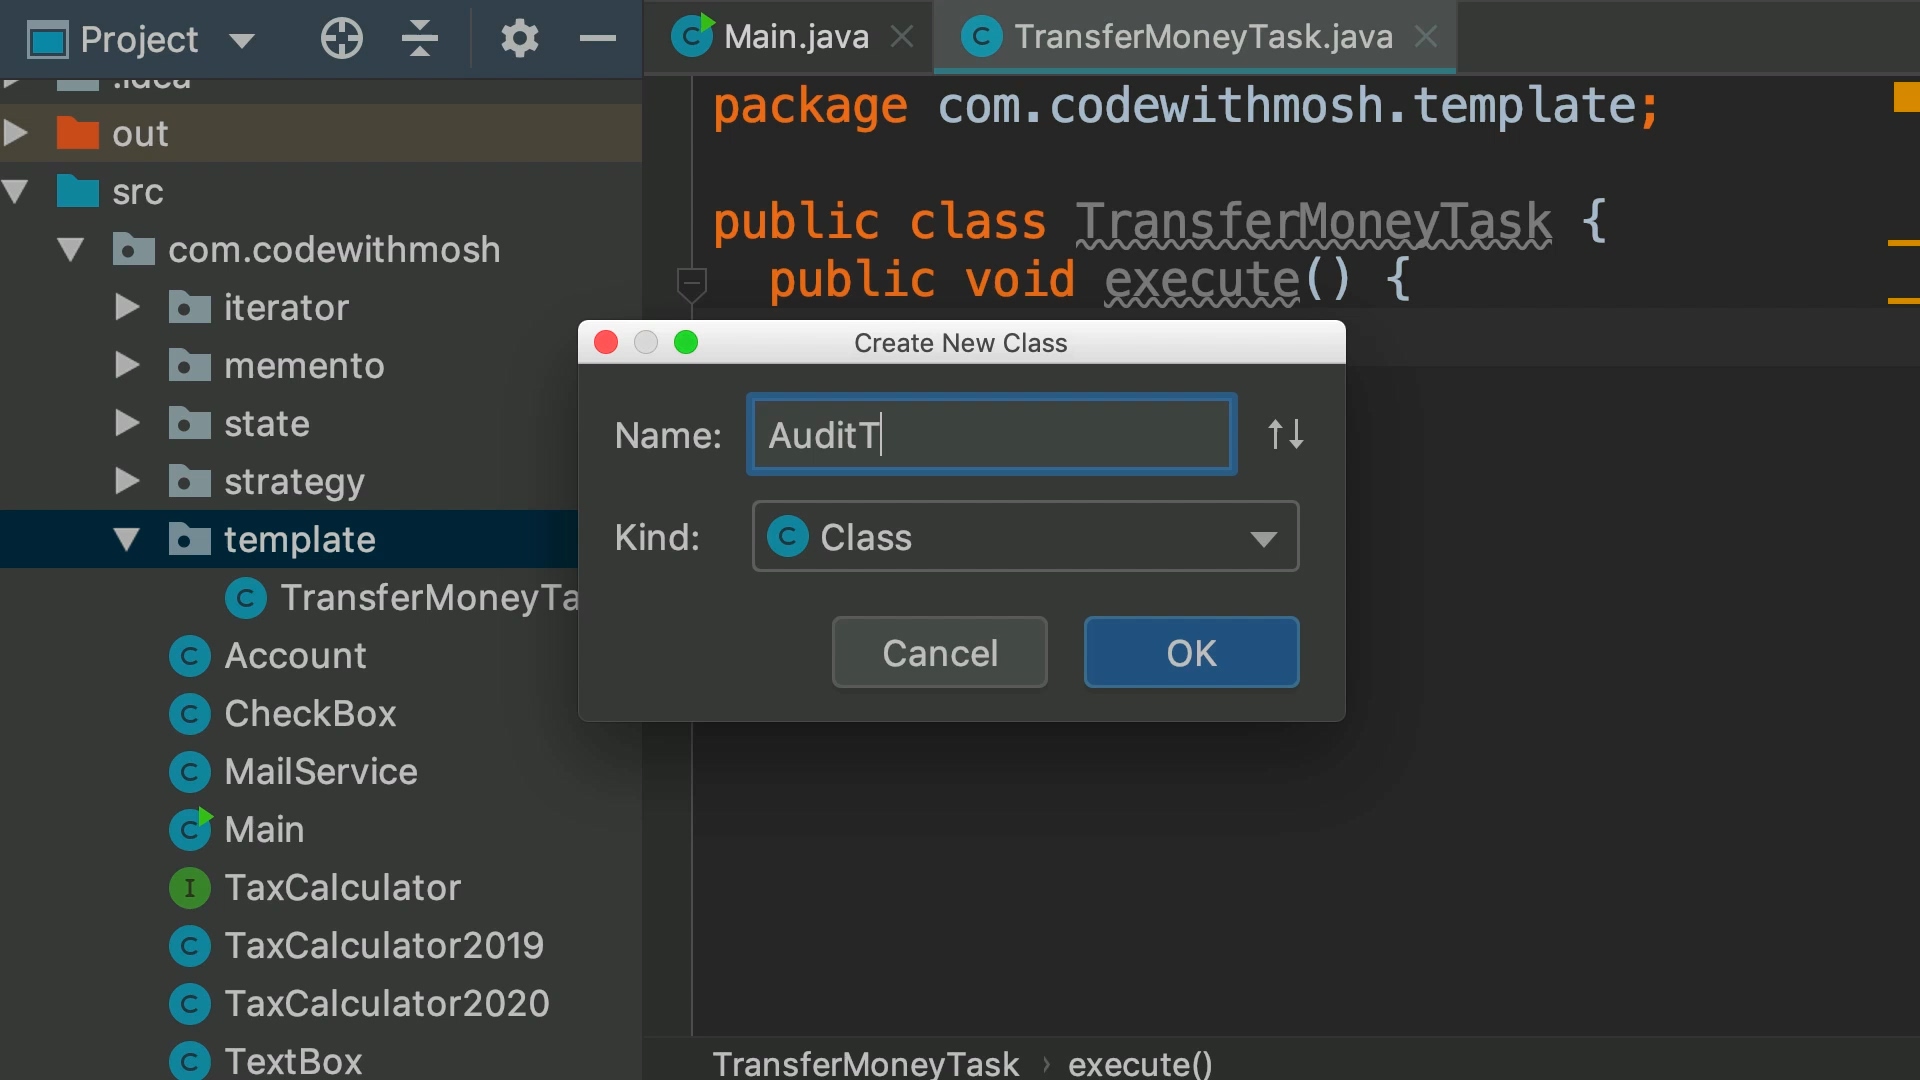 Project
.idea
out
src
com.codewithmosh
iterator
memento
state
strategy
template
TransferMoneyTa
Account
CheckBox
MailService
Main
TaxCalculator
TaxCalculator2019
TaxCalculator2020
TextBox
Main.java
TransferMoneyTask.java
package com.codewithmosh.template;
public class TransferMoneyTask {
public void execute() {
Create New Class
Name: AuditT
Kind: Class
Cancel OK
TransferMoneyTask › execute()